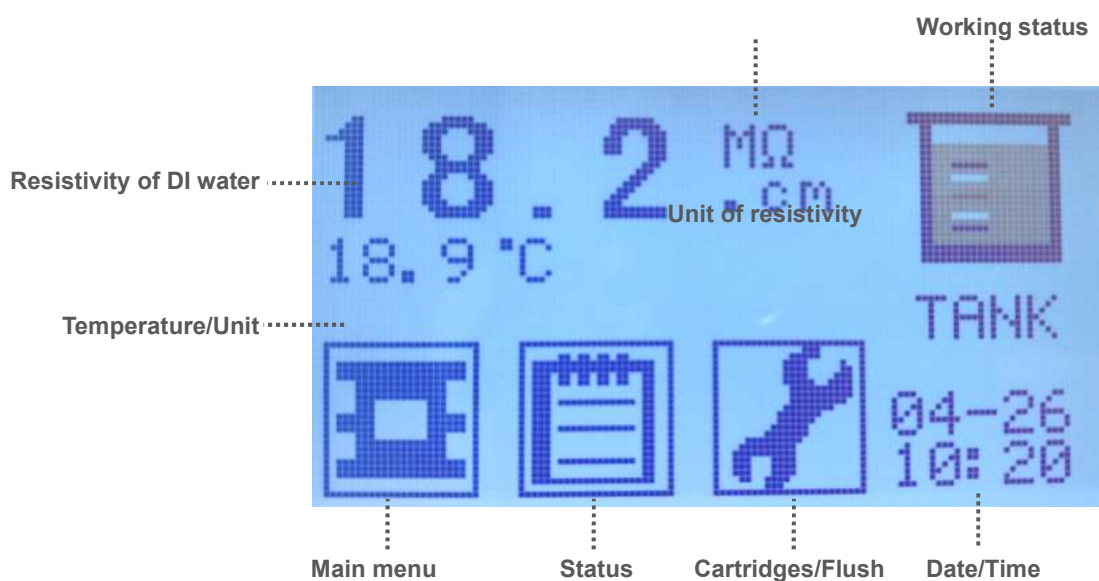 Working status
18.2 MΩ
.cm
Resistivity of DI water
Unit of resistivity
18.9 °C
Temperature/Unit
TANK
04-26
10:20
Main menu
Status
Cartridges/Flush
Date/Time